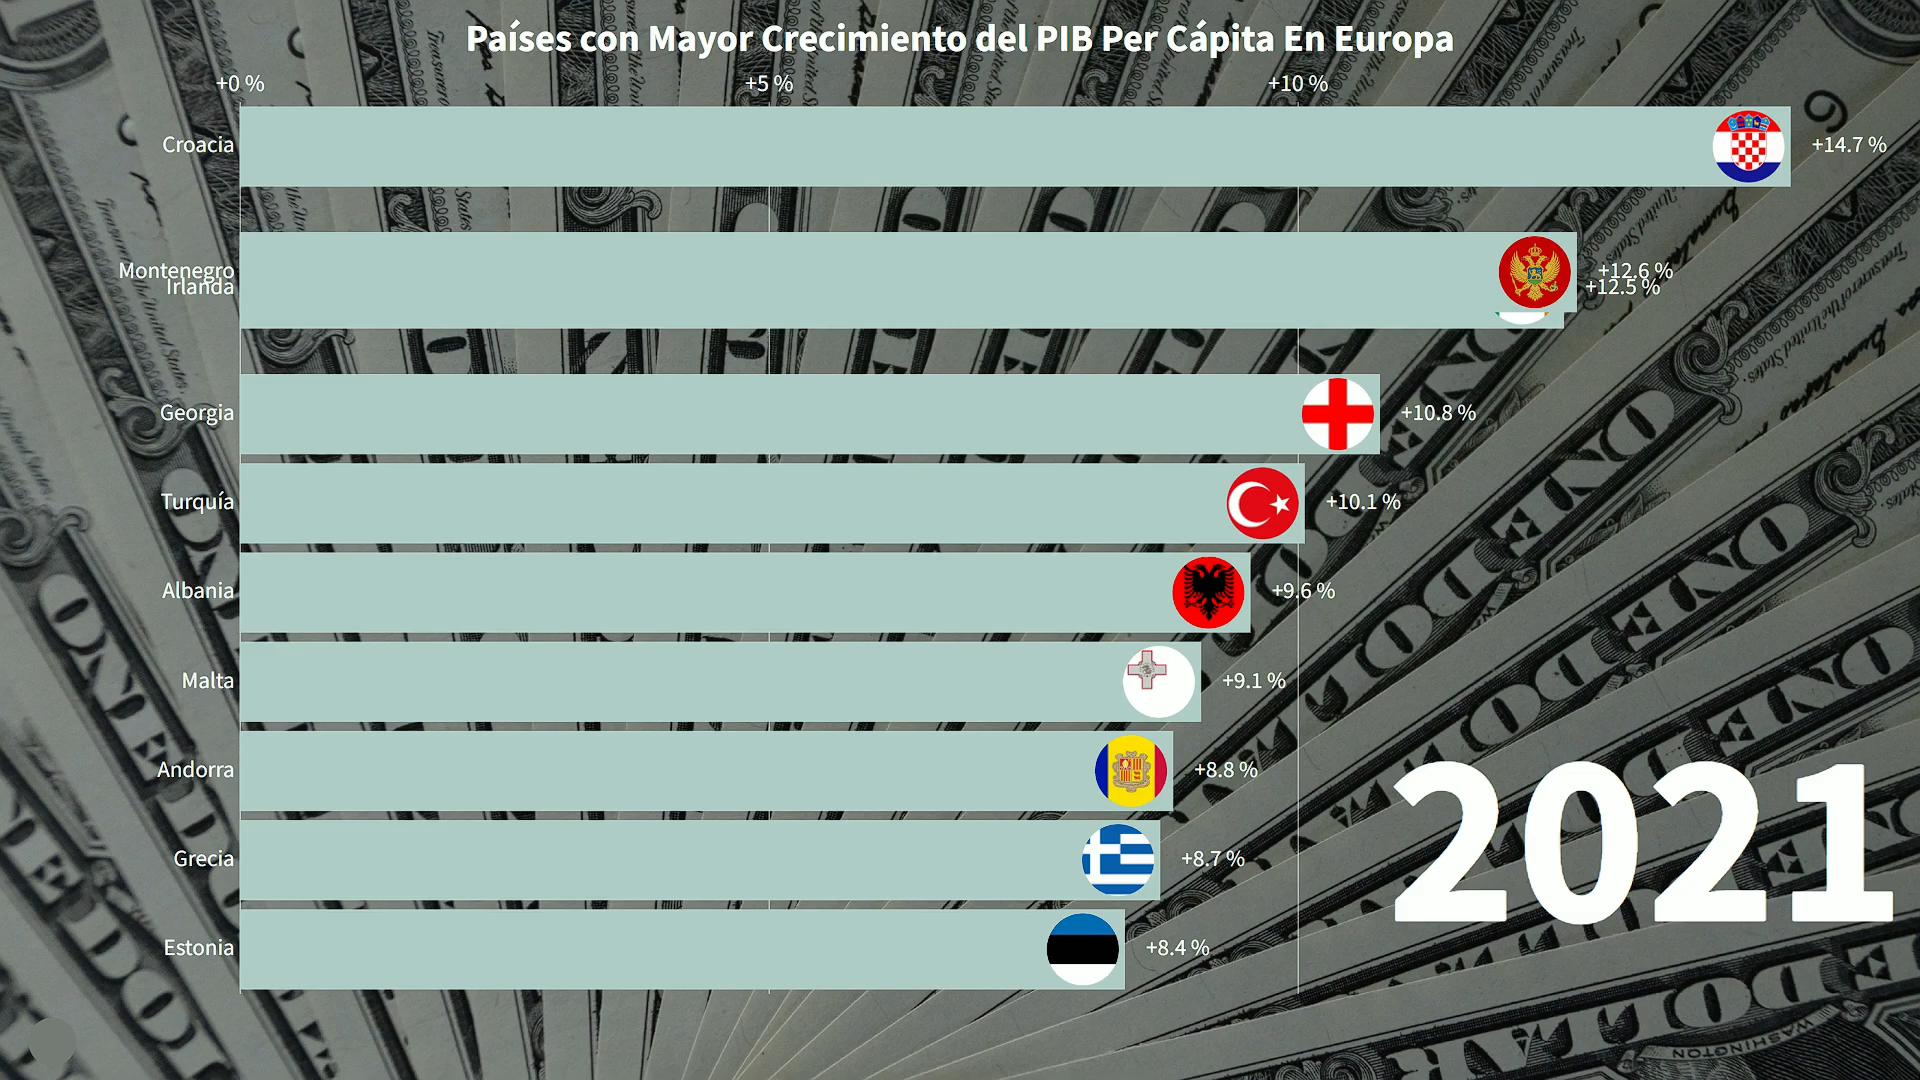 Países con Mayor Crecimiento del PIB Per Cápita En Europa
+0 % +5 % +10 %
Croacia +14.7 %
Montenegro +12.6 %
Irlanda +12.5 %
Georgia +10.8 %
Turquía +10.1 %
Albania +9.6 %
Malta +9.1 %
Andorra +8.8 %
Grecia +8.7 %
Estonia +8.4 %
2021